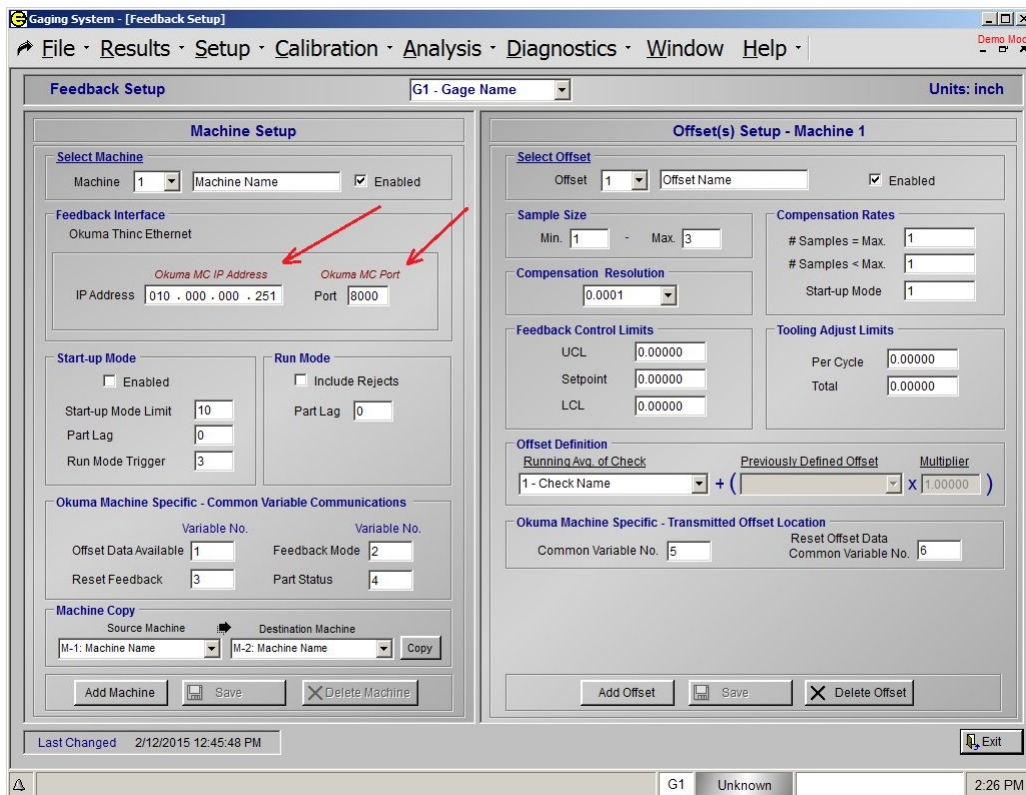 Gaging System - [Feedback Setup]
File · Results · Setup · Calibration · Analysis · Diagnostics · Window Help ·
Demo Mod
Feedback Setup
G1 - Gage Name
Units: inch
Machine Setup
Select Machine
Machine 1 Machine Name Enabled
Feedback Interface
Okuma Thinc Ethernet
Okuma MC IP Address Okuma MC Port
IP Address 010 . 000 . 000 . 251 Port 8000
Start-up Mode
Enabled
Start-up Mode Limit 10
Part Lag 0
Run Mode Trigger 3
Run Mode
Include Rejects
Part Lag 0
Okuma Machine Specific - Common Variable Communications
Variable No. Variable No.
Offset Data Available 1 Feedback Mode 2
Reset Feedback 3 Part Status 4
Machine Copy
Source Machine Destination Machine
M-1: Machine Name M-2: Machine Name Copy
Add Machine Save Delete Machine
Offset(s) Setup - Machine 1
Select Offset
Offset 1 Offset Name Enabled
Sample Size
Min. 1 - Max. 3
Compensation Resolution
0.0001
Compensation Rates
# Samples = Max. 1
# Samples < Max. 1
Start-up Mode 1
Feedback Control Limits
UCL 0.00000
Setpoint 0.00000
LCL 0.00000
Tooling Adjust Limits
Per Cycle 0.00000
Total 0.00000
Offset Definition
Running Avg. of Check Previously Defined Offset Multiplier
1 - Check Name + ( x 1.00000 )
Okuma Machine Specific - Transmitted Offset Location
Common Variable No. 5
Reset Offset Data
Common Variable No. 6
Add Offset Save Delete Offset
Last Changed 2/12/2015 12:45:48 PM
Exit
G1 Unknown 2:26 PM